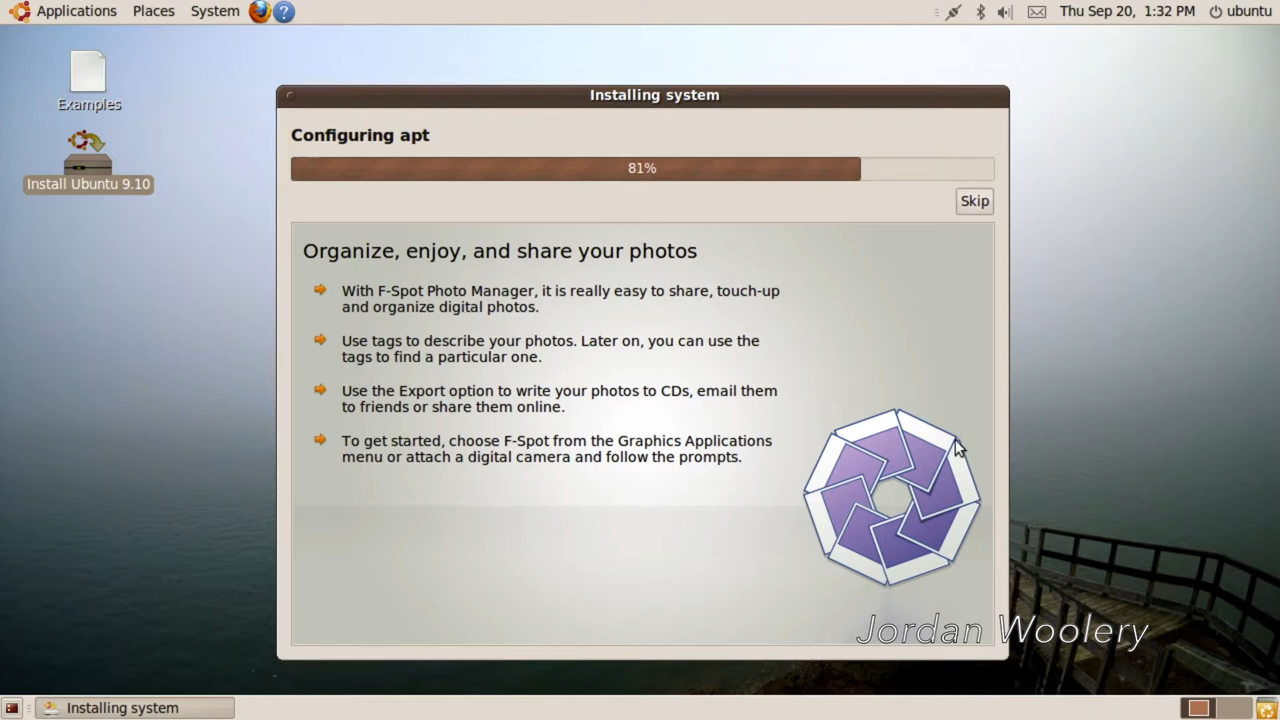 Applications Places System
Thu Sep 20, 1:32 PM ubuntu
Examples
Install Ubuntu 9.10
Installing system
Configuring apt
81%
Skip
Organize, enjoy, and share your photos
With F-Spot Photo Manager, it is really easy to share, touch-up
and organize digital photos.
Use tags to describe your photos. Later on, you can use the
tags to find a particular one.
Use the Export option to write your photos to CDs, email them
to friends or share them online.
To get started, choose F-Spot from the Graphics Applications
menu or attach a digital camera and follow the prompts.
Jordan Woolery
Installing system